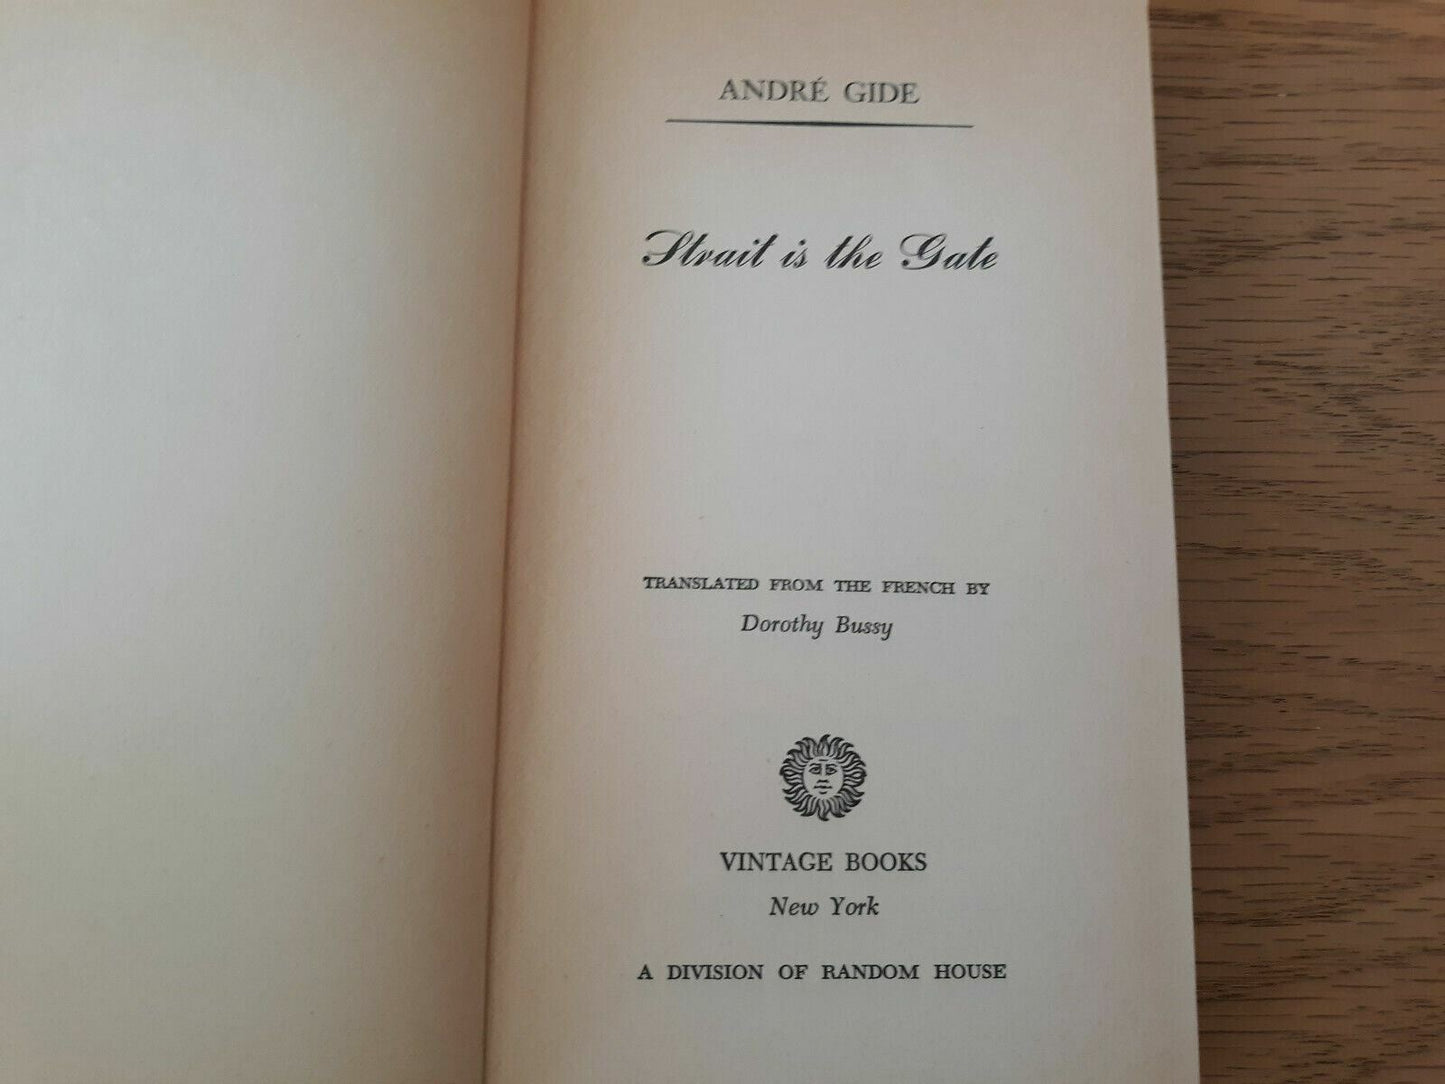 ANDRÉ GIDE
Strait is the Gate
TRANSLATED FROM THE FRENCH BY
Dorothy Bussy
VINTAGE BOOKS
New York
A DIVISION OF RANDOM HOUSE